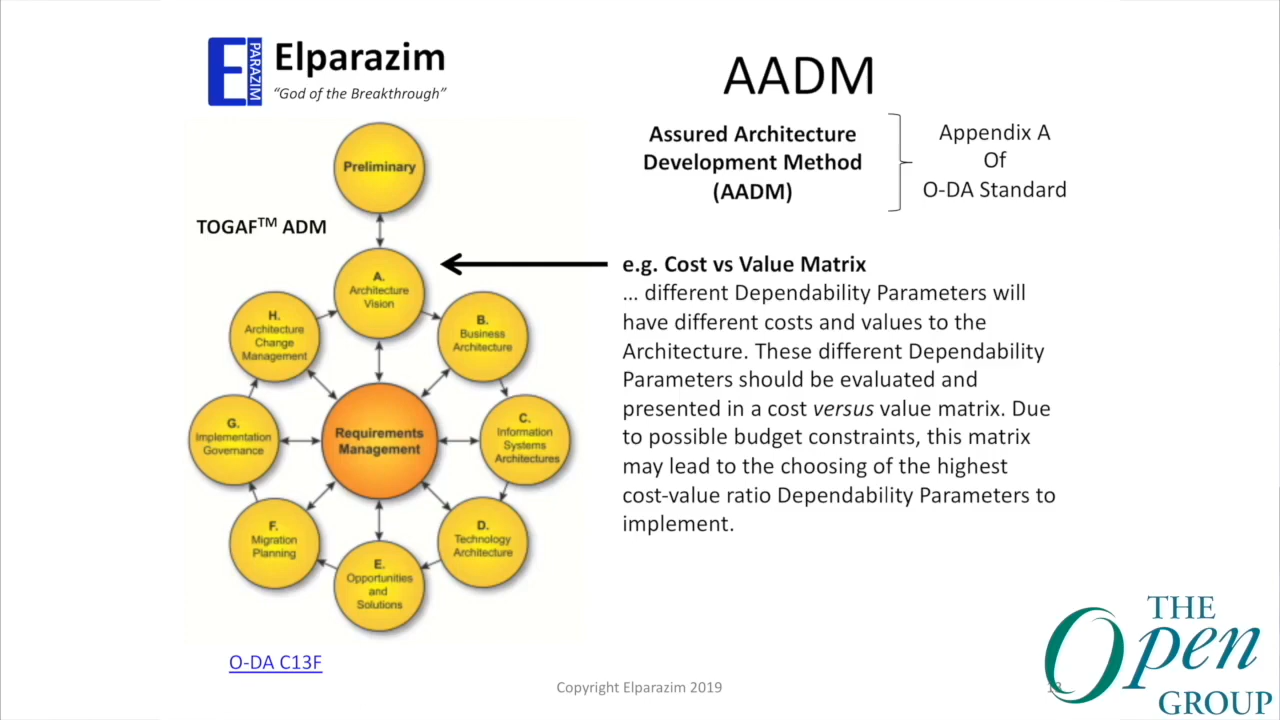 E
PARAZIM
Elparazim
“God of the Breakthrough”
AADM
Assured Architecture
Development Method
(AADM)
Appendix A
Of
O-DA Standard
TOGAF™ ADM
Preliminary
A.
Architecture
Vision
B.
Business
Architecture
C.
Information
Systems
Architectures
D.
Technology
Architecture
E.
Opportunities
and
Solutions
F.
Migration
Planning
G.
Implementation
Governance
H.
Architecture
Change
Management
Requirements
Management
e.g. Cost vs Value Matrix
... different Dependability Parameters will
have different costs and values to the
Architecture. These different Dependability
Parameters should be evaluated and
presented in a cost versus value matrix. Due
to possible budget constraints, this matrix
may lead to the choosing of the highest
cost-value ratio Dependability Parameters to
implement.
O-DA C13F
Copyright Elparazim 2019
THE
Open
GROUP